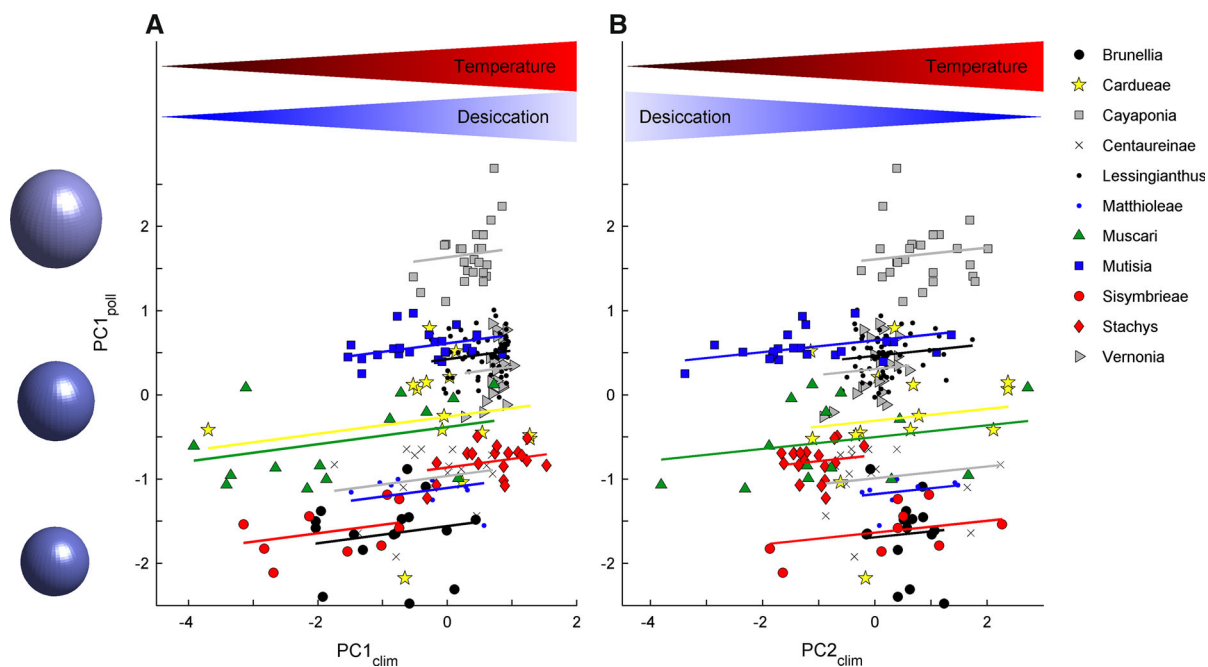 A
B
Temperature
Desiccation
Temperature
Desiccation
Brunellia
Cardueae
Cayaponia
Centaureinae
Lessingianthus
Matthioleae
Muscari
Mutisia
Sisymbrieae
Stachys
Vernonia
PC1poll
2
1
0
-1
-2
2
1
0
-1
-2
-4 -2 0 2
-4 -2 0 2
PC1clim
PC2clim